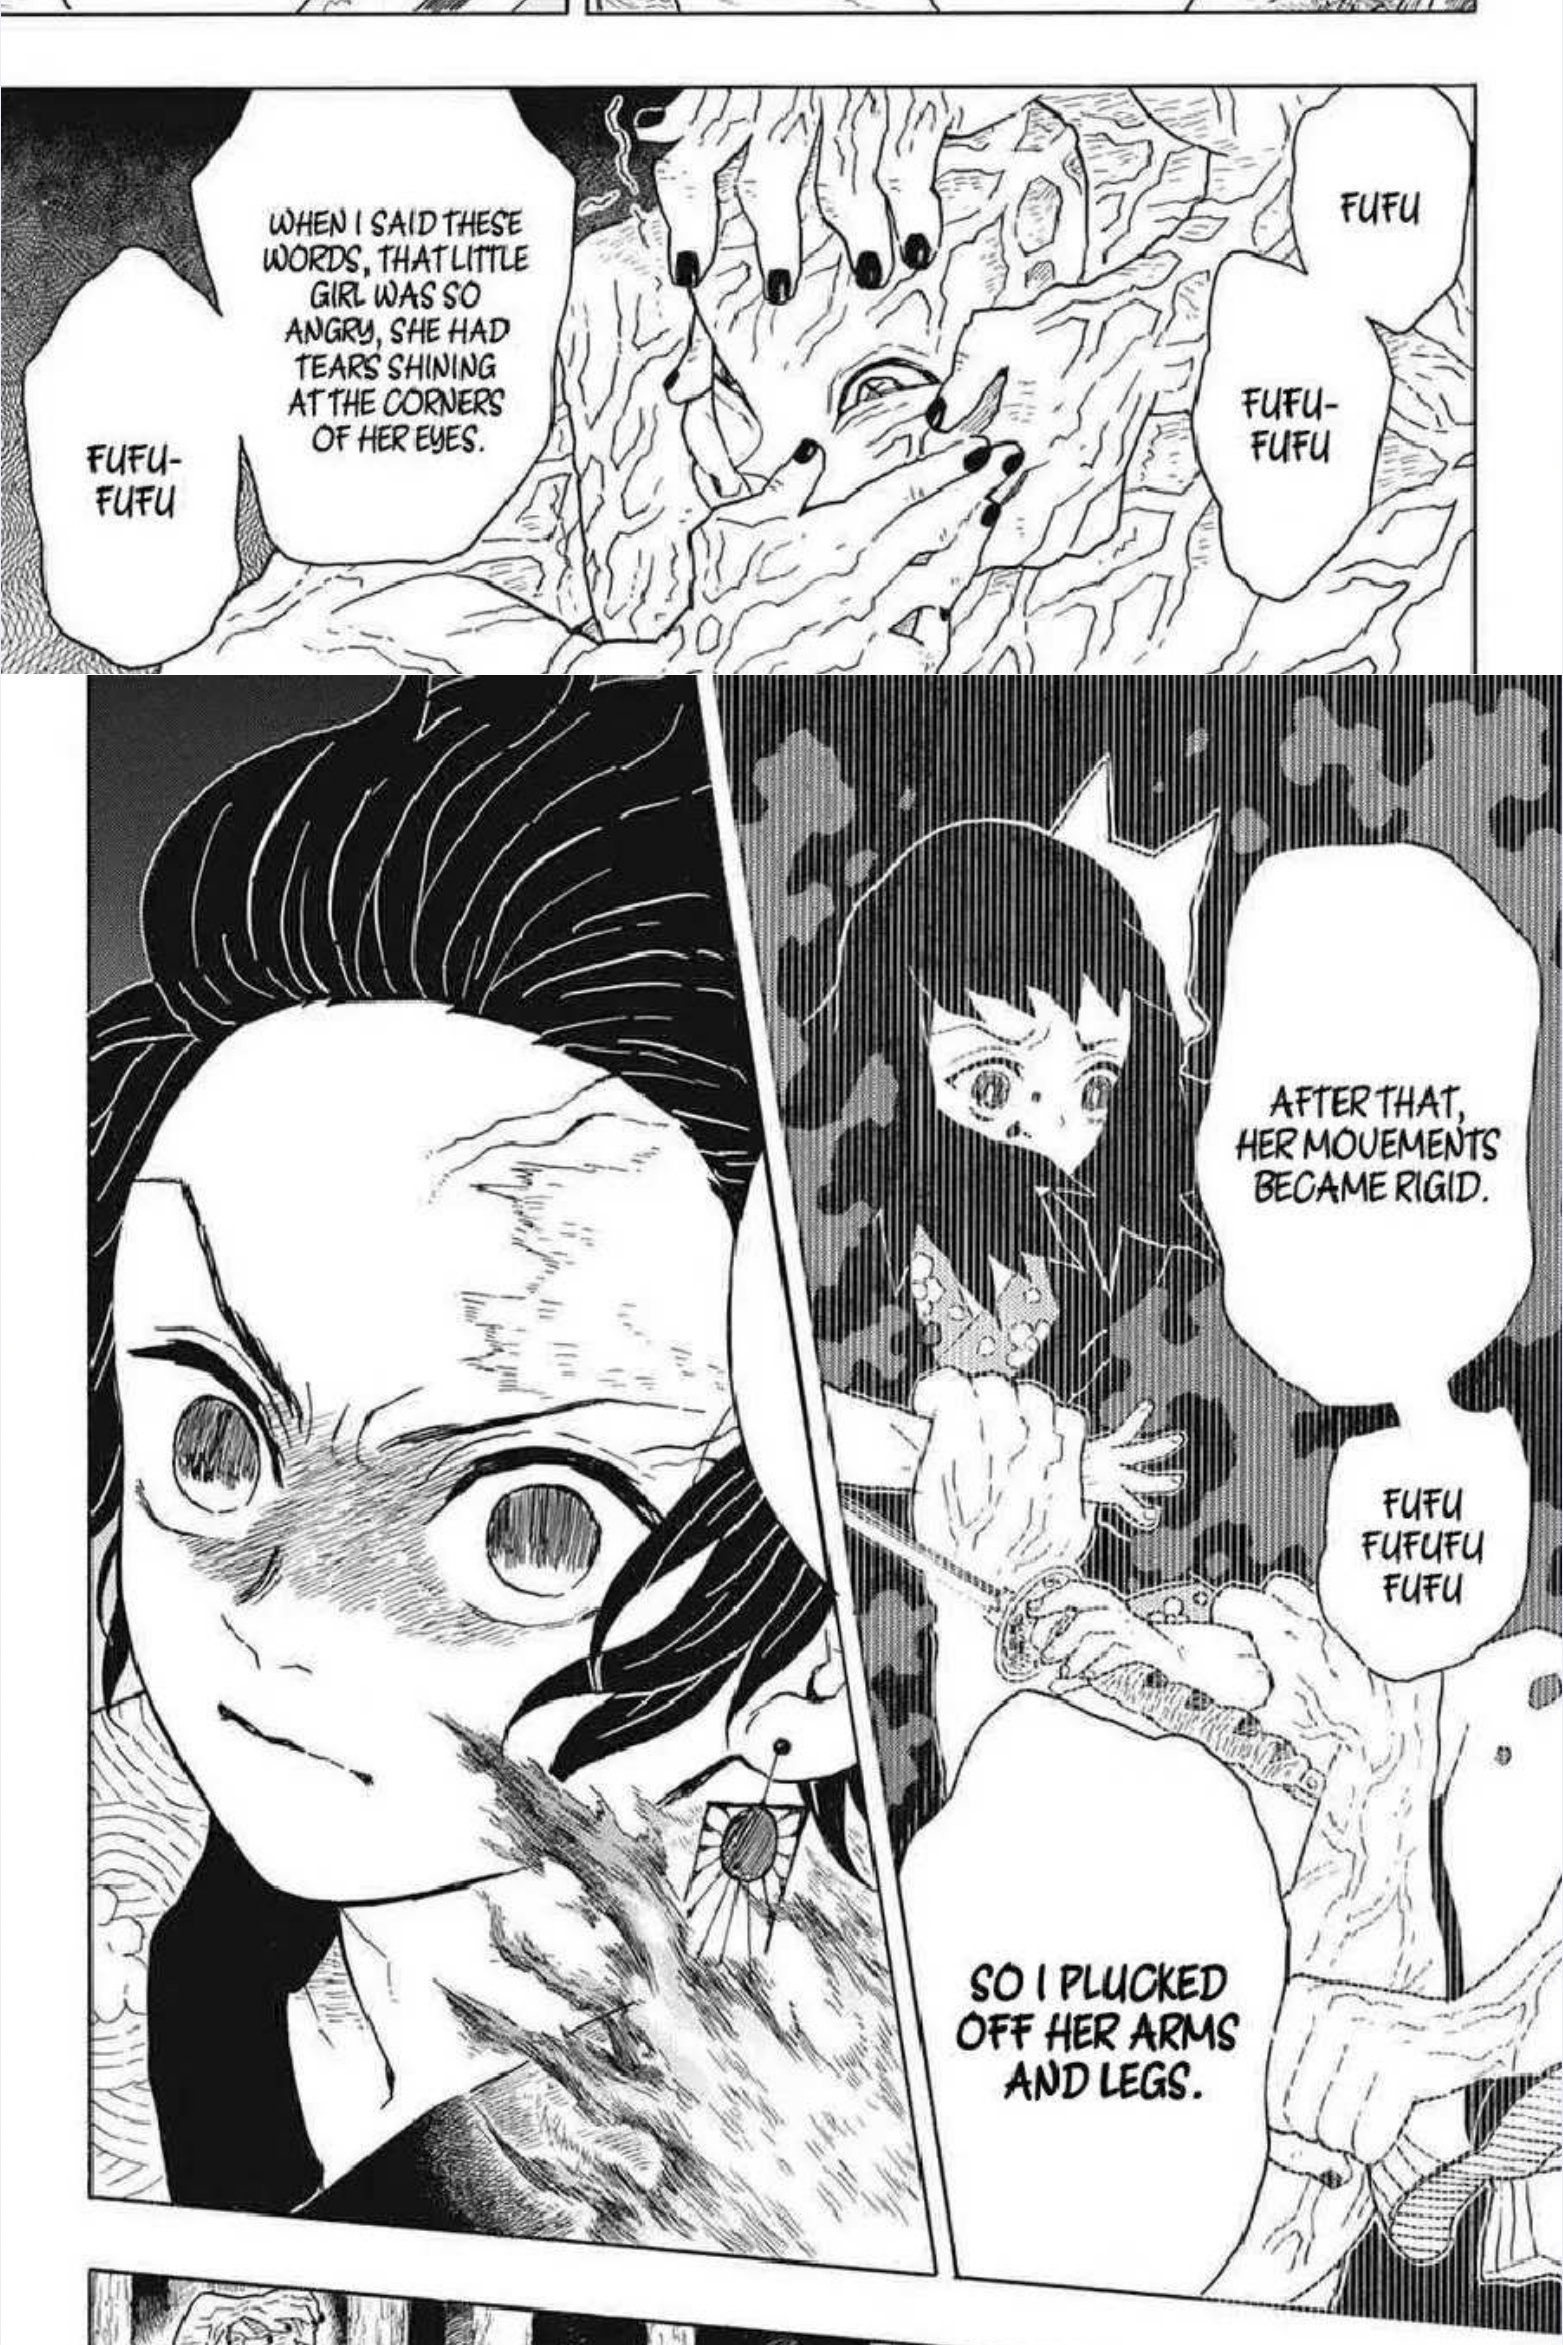 FUFU
FUFU-
FUFU
WHEN I SAID THESE
WORDS, THAT LITTLE
GIRL WAS SO
ANGRY, SHE HAD
TEARS SHINING
AT THE CORNERS
OF HER EYES.
FUFU-
FUFU
AFTER THAT,
HER MOVEMENTS
BECAME RIGID.
FUFU
FUFUFU
FUFU
SO I PLUCKED
OFF HER ARMS
AND LEGS.